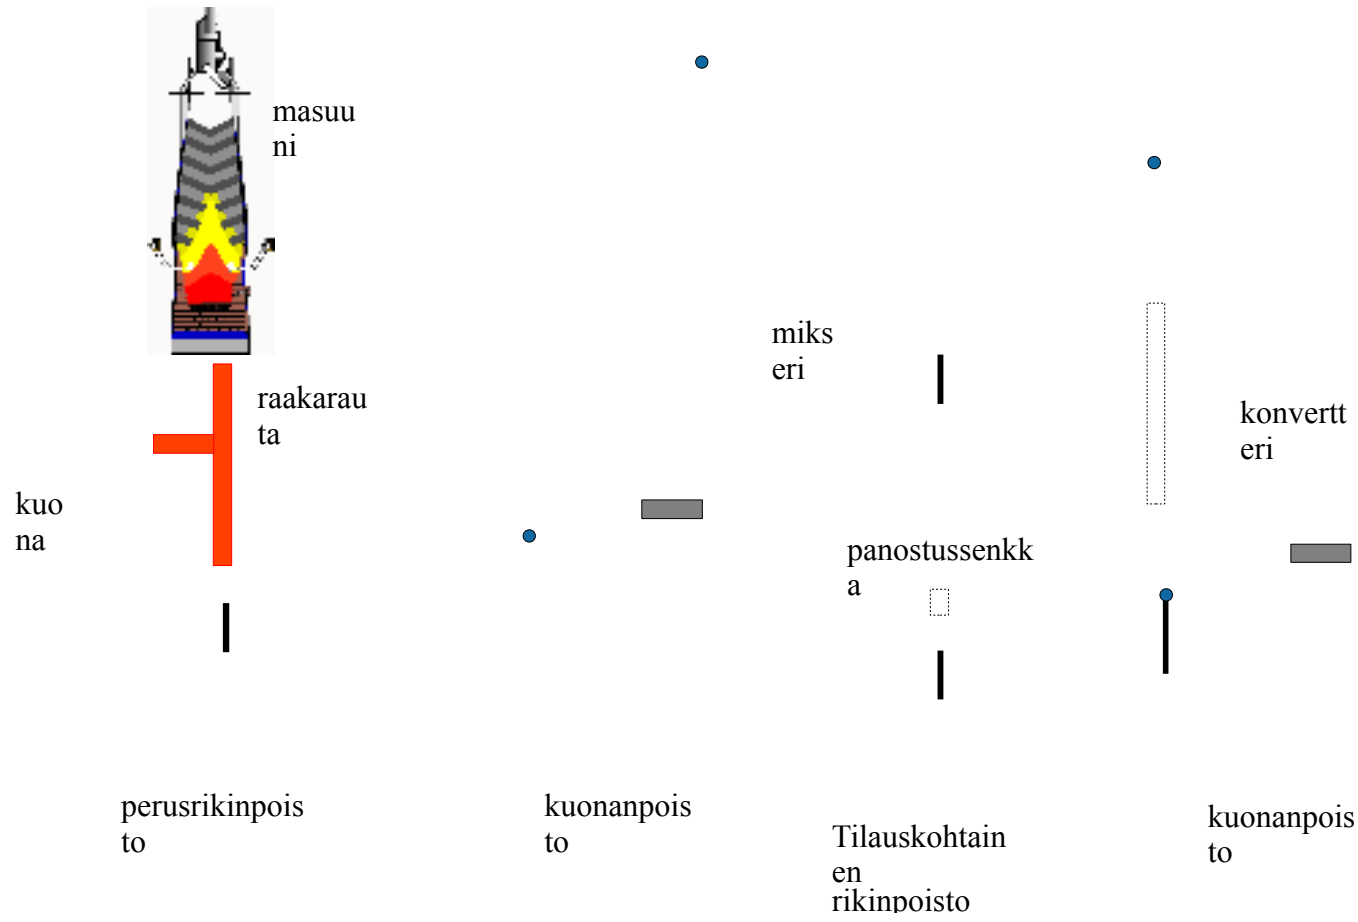 masuu
ni
raakarau
ta
kuo
na
miks
eri
konvertt
eri
panostussenkk
a
perusrikinpois
to
kuonanpois
to
Tilauskohtain
en
rikinpoisto
kuonanpois
to